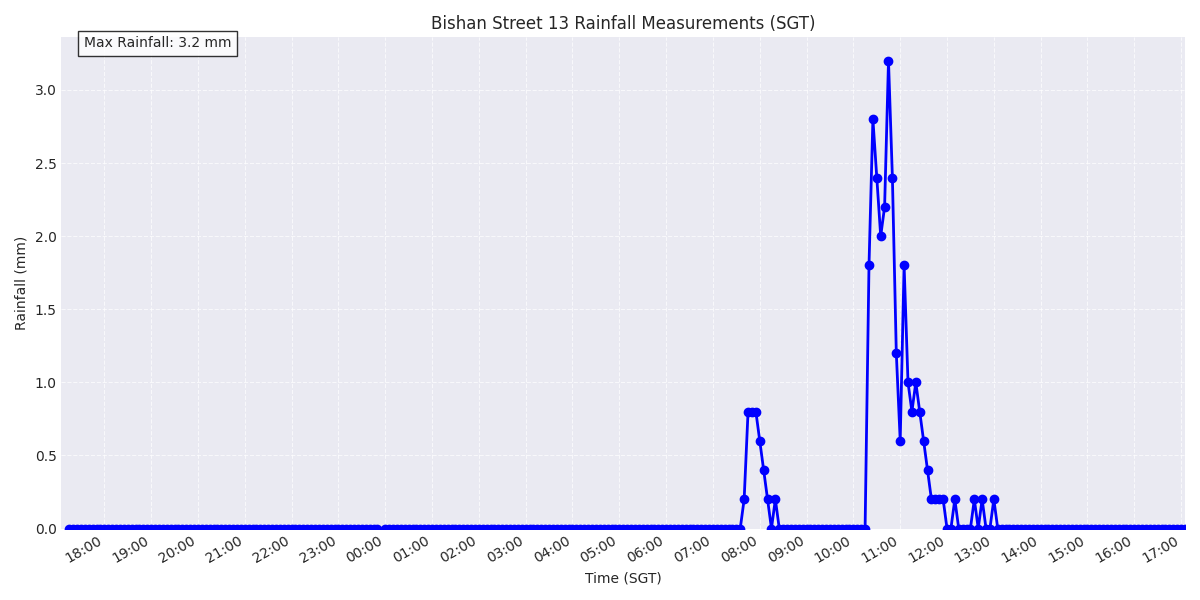 Bishan Street 13 Rainfall Measurements (SGT)
Max Rainfall: 3.2 mm
3.0
2.5
2.0
1.5
1.0
0.5
0.0
Rainfall (mm)
18:00 19:00 20:00 21:00 22:00 23:00 00:00 01:00 02:00 03:00 04:00 05:00 06:00 07:00 08:00 09:00 10:00 11:00 12:00 13:00 14:00 15:00 16:00 17:00
Time (SGT)